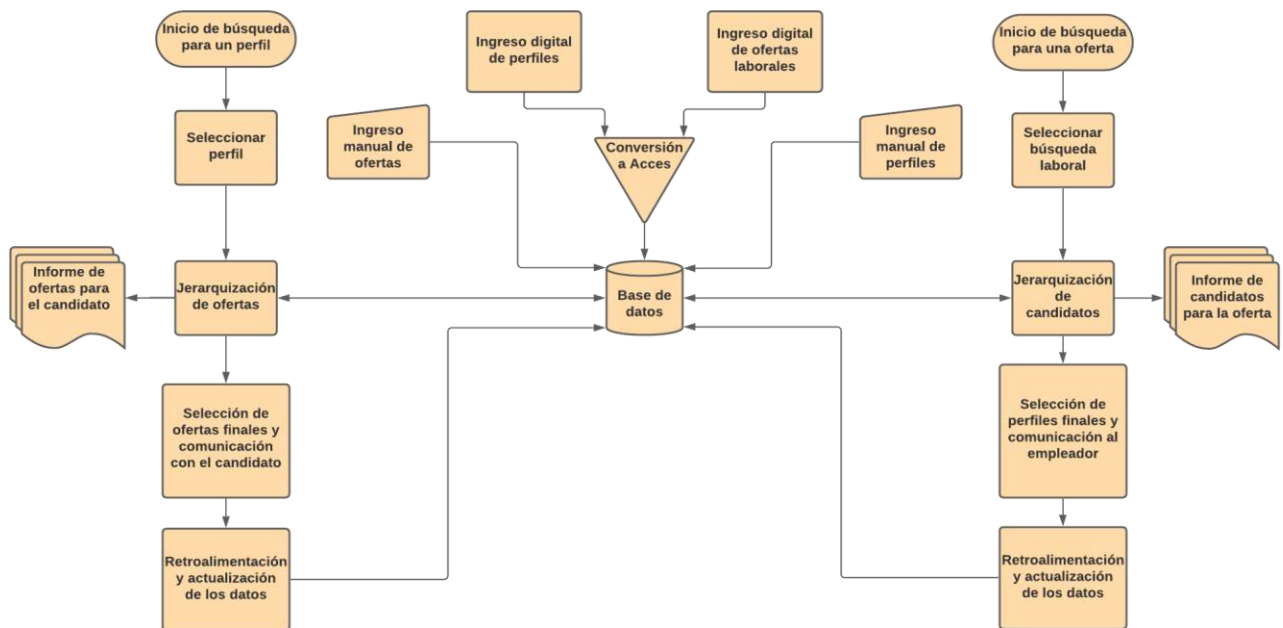 Inicio de búsqueda
para un perfil
Ingreso digital
de perfiles
Ingreso digital
de ofertas
laborales
Inicio de búsqueda
para una oferta
Seleccionar
perfil
Ingreso
manual de
ofertas
Conversión
a Acces
Ingreso
manual de
perfiles
Seleccionar
búsqueda
laboral
Informe de
ofertas para
el candidato
Jerarquización
de ofertas
Base de
datos
Jerarquización
de
candidatos
Informe de
candidatos
para la oferta
Selección de
ofertas finales y
comunicación
con el candidato
Selección de
perfiles finales y
comunicación al
empleador
Retroalimentación
y actualización
de los datos
Retroalimentación
y actualización
de los datos